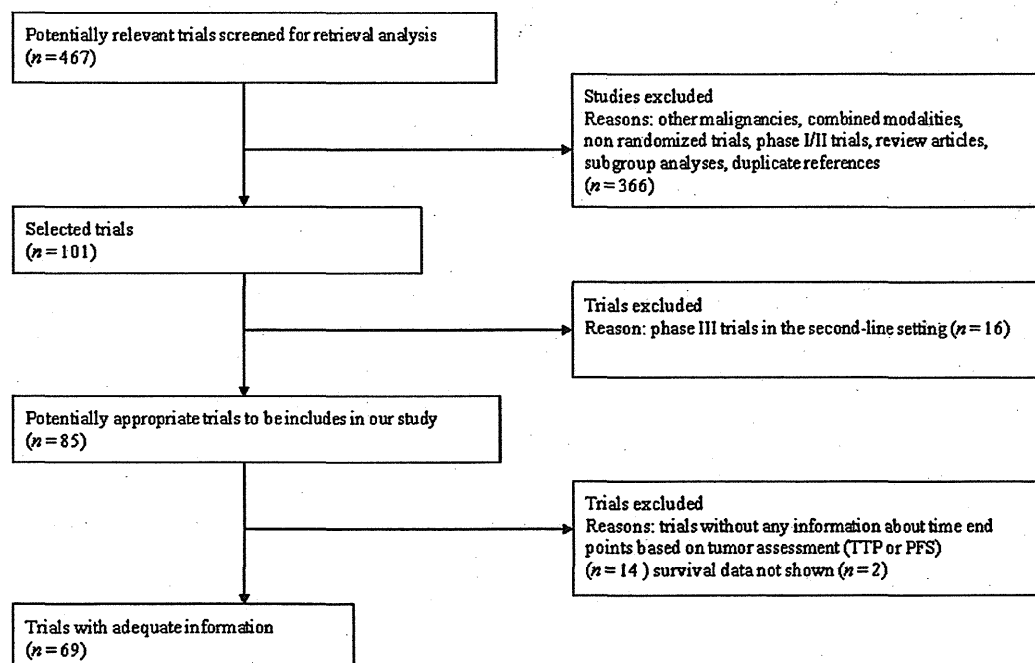 Potentially relevant trials screened for retrieval analysis
(n=467)
Studies excluded
Reasons: other malignancies, combined modalities,
non randomized trials, phase I/II trials, review articles,
subgroup analyses, duplicate references
(n=366)
Selected trials
(n=101)
Trials excluded
Reason: phase III trials in the second-line setting (n=16)
Potentially appropriate trials to be includes in our study
(n=85)
Trials excluded
Reasons: trials without any information about time end
points based on tumor assessment (TTP or PFS)
(n=14 ) survival data not shown (n=2)
Trials with adequate information
(n=69)